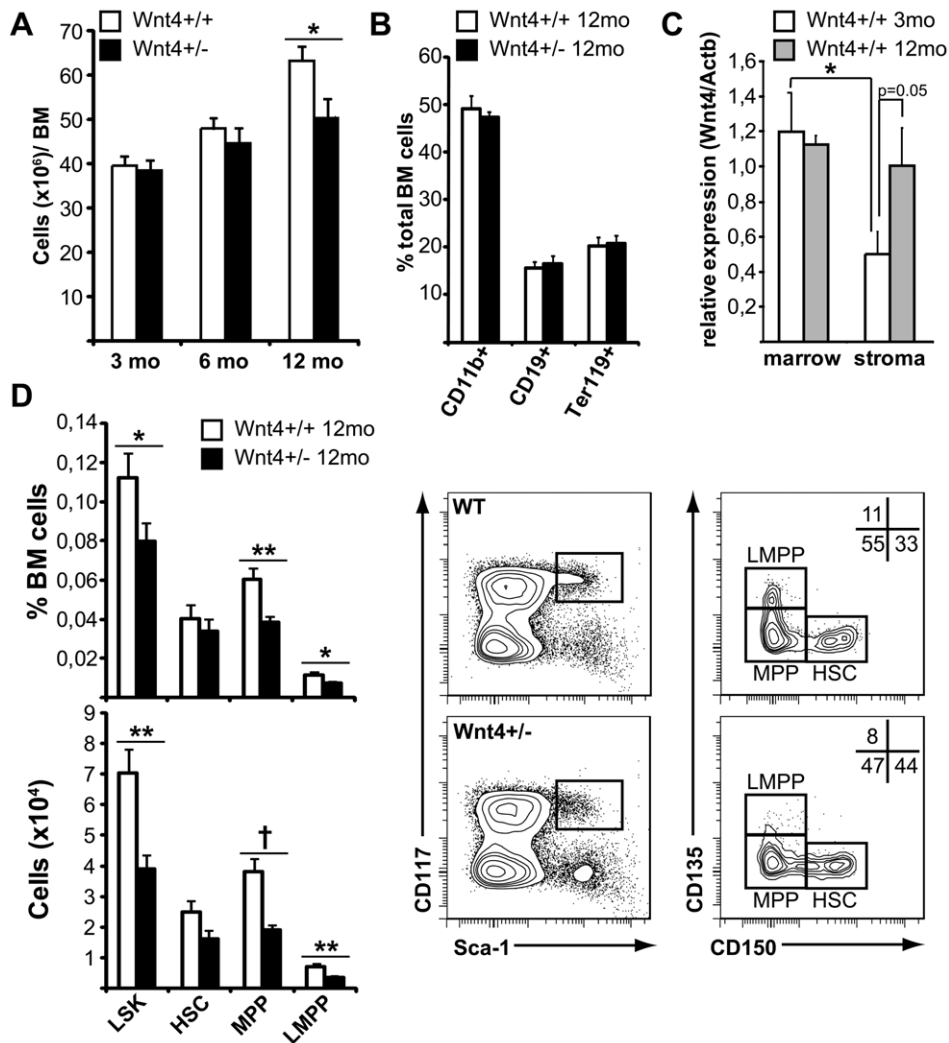 A
Wnt4+/+
Wnt4+/-
Cells (x10⁶)/ BM
70
60
50
40
30
20
10
*
3 mo
6 mo
12 mo
B
Wnt4+/+ 12mo
Wnt4+/- 12mo
% total BM cells
60
50
40
30
20
10
CD11b+
CD19+
Ter119+
C
Wnt4+/+ 3mo
Wnt4+/+ 12mo
relative expression (Wnt4/Actb)
1,6
1,4
1,2
1,0
0,8
0,6
0,4
0,2
*
p=0.05
marrow
stroma
D
Wnt4+/+ 12mo
Wnt4+/- 12mo
% BM cells
0,14
0,12
0,10
0,08
0,06
0,04
0,02
*
**
*
Cells (x10⁴)
9
8
7
6
5
4
3
2
1
**
†
**
LSK
HSC
MPP
LMPP
WT
Wnt4+/-
CD117
Sca-1
11
55
33
LMPP
MPP
HSC
8
47
44
LMPP
MPP
HSC
CD135
CD150